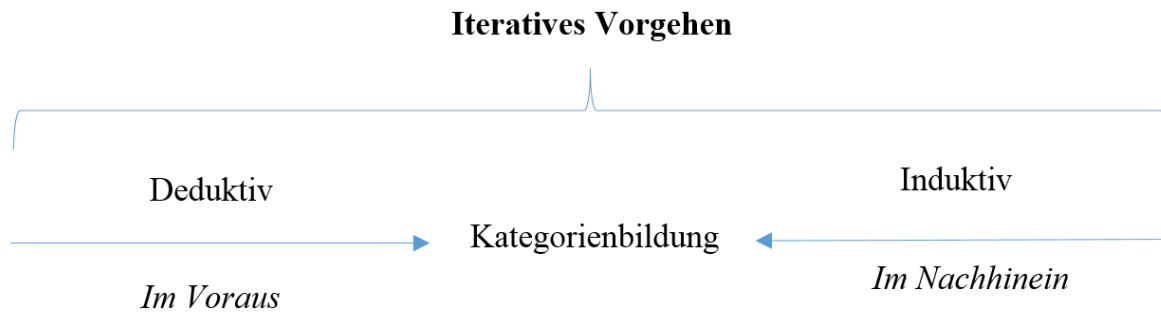 Iteratives Vorgehen
Deduktiv
Induktiv
Kategorienbildung
Im Voraus
Im Nachhinein